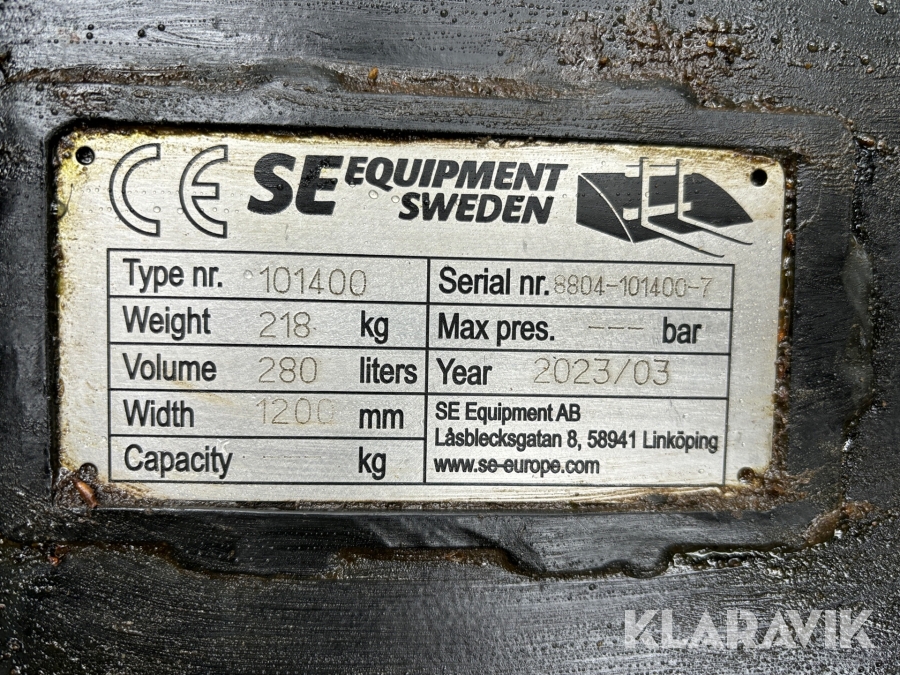 CE SE EQUIPMENT
SWEDEN
Type nr. 101400
Serial nr. 8804-101400-7
Weight 218 kg
Max pres. --- bar
Volume 280 liters
Year 2023/03
Width 1200 mm
SE Equipment AB
Låsblecksgatan 8, 58941 Linköping
www.se-europe.com
Capacity kg
KLARAVIK